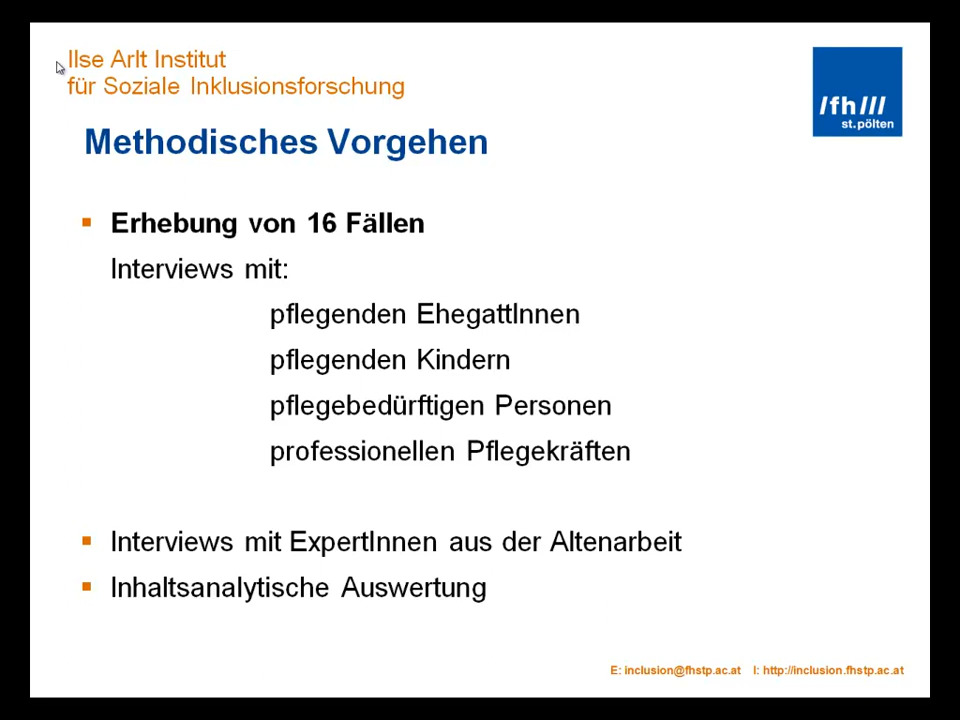 Ilse Arlt Institut
für Soziale Inklusionsforschung
/fh///
st.pölten
Methodisches Vorgehen
Erhebung von 16 Fällen
Interviews mit:
pflegenden EhegattInnen
pflegenden Kindern
pflegebedürftigen Personen
professionellen Pflegekräften
Interviews mit ExpertInnen aus der Altenarbeit
Inhaltsanalytische Auswertung
E: inclusion@fhstp.ac.at I: http://inclusion.fhstp.ac.at